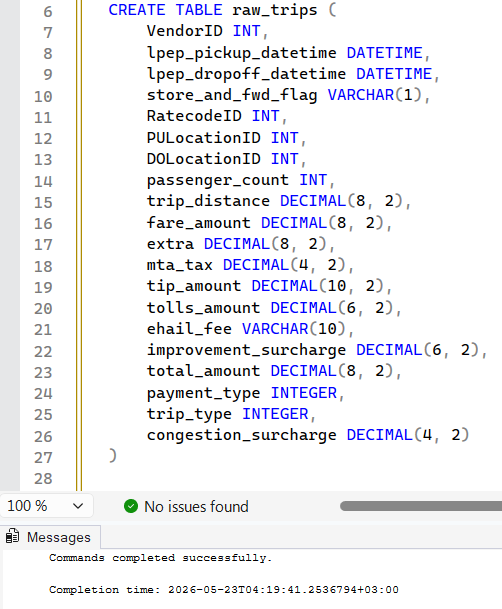 6 CREATE TABLE raw_trips (
7 VendorID INT,
8 lpep_pickup_datetime DATETIME,
9 lpep_dropoff_datetime DATETIME,
10 store_and_fwd_flag VARCHAR(1),
11 RatecodeID INT,
12 PULocationID INT,
13 DOLocationID INT,
14 passenger_count INT,
15 trip_distance DECIMAL(8, 2),
16 fare_amount DECIMAL(8, 2),
17 extra DECIMAL(8, 2),
18 mta_tax DECIMAL(4, 2),
19 tip_amount DECIMAL(10, 2),
20 tolls_amount DECIMAL(6, 2),
21 ehail_fee VARCHAR(10),
22 improvement_surcharge DECIMAL(6, 2),
23 total_amount DECIMAL(8, 2),
24 payment_type INTEGER,
25 trip_type INTEGER,
26 congestion_surcharge DECIMAL(4, 2)
27 )
28
100 % No issues found
Messages
Commands completed successfully.
Completion time: 2026-05-23T04:19:41.2536794+03:00